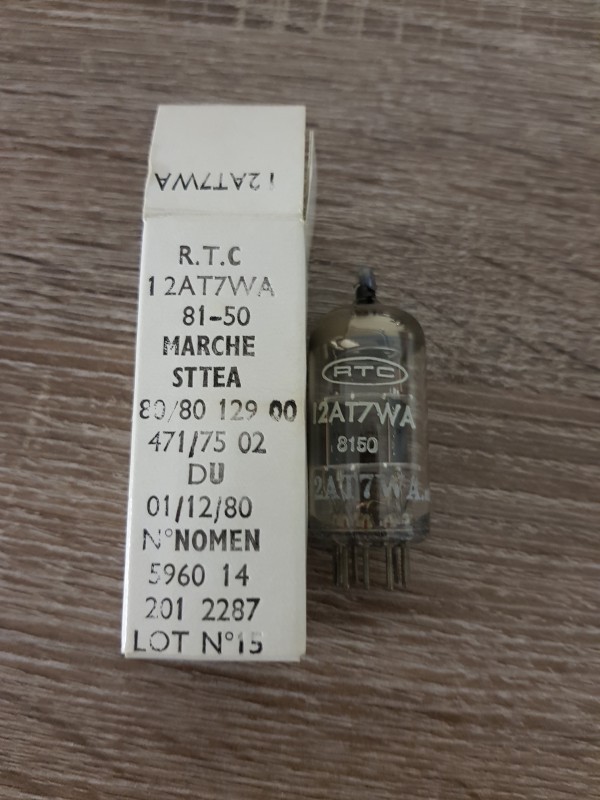 12AT7WA
R.T.C
12AT7WA
81-50
MARCHE
STTEA
80/80 129 00
471/75 02
DU
01/12/80
N°NOMEN
5960 14
201 2287
LOT N°15
RTC
12AT7WA
8150
2AT7WA